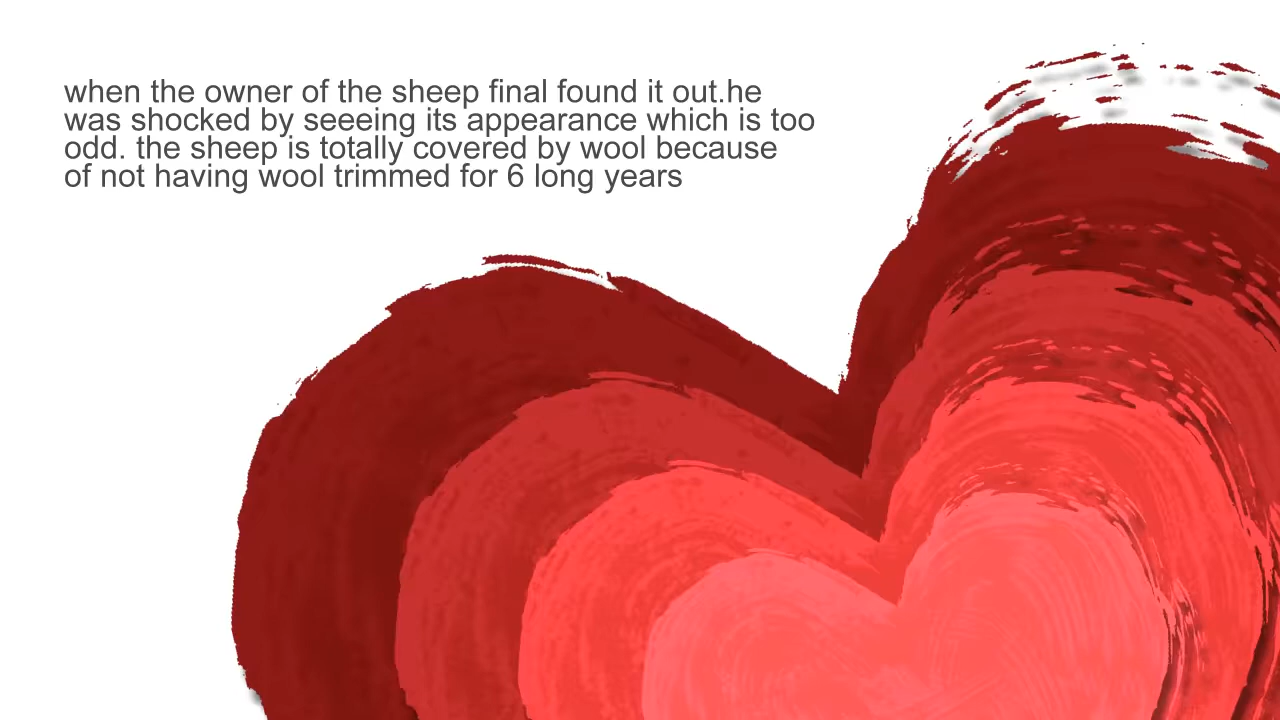 when the owner of the sheep final found it out.he
was shocked by seeeing its appearance which is too
odd. the sheep is totally covered by wool because
of not having wool trimmed for 6 long years